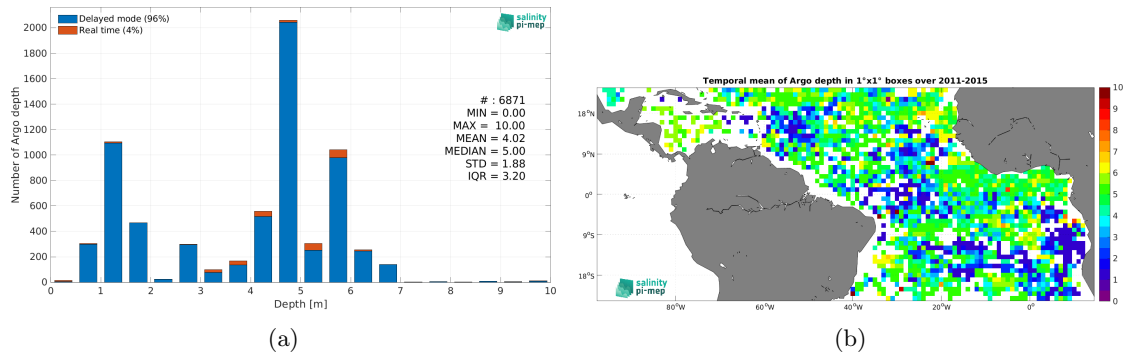 Delayed mode (96%)
Real time (4%)
salinity
pi-mep
Number of Argo depth
2000
1800
1600
1400
1200
1000
800
600
400
200
0
# : 6871
MIN = 0.00
MAX = 10.00
MEAN = 4.02
MEDIAN = 5.00
STD = 1.88
IQR = 3.20
0 1 2 3 4 5 6 7 8 9 10
Depth [m]
(a)
Temporal mean of Argo depth in 1°x1° boxes over 2011-2015
18°N
9°N
0°
9°S
18°S
salinity
pi-mep
80°W 60°W 40°W 20°W 0°
10
9
8
7
6
5
4
3
2
1
0
(b)